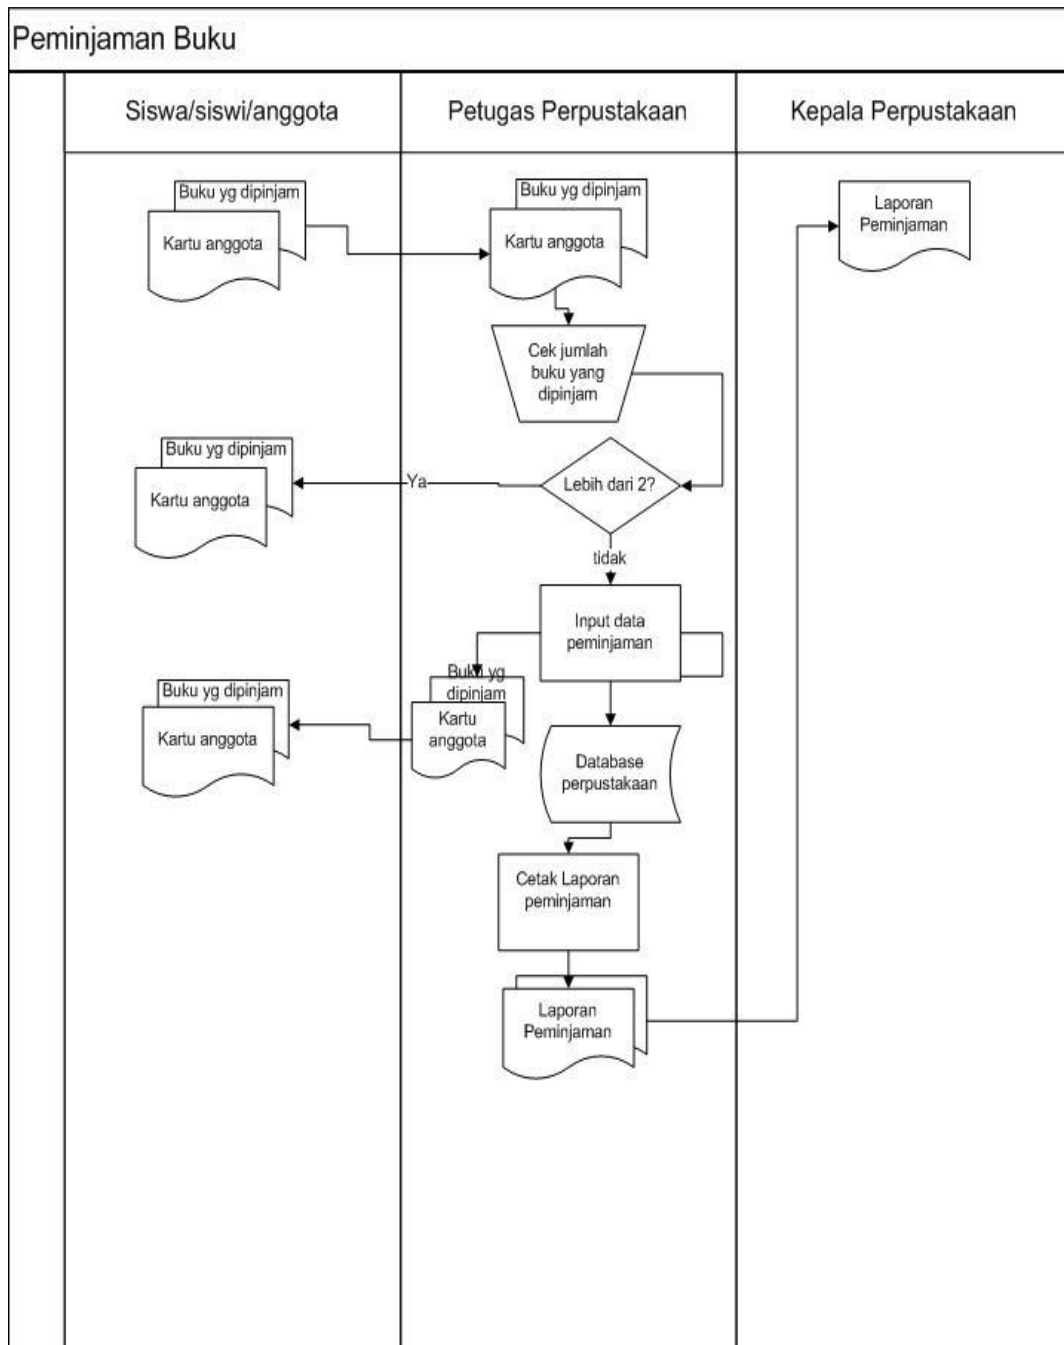 Peminjaman Buku
Siswa/siswi/anggota
Petugas Perpustakaan
Kepala Perpustakaan
Buku yg dipinjam
Kartu anggota
Buku yg dipinjam
Kartu anggota
Laporan
Peminjaman
Cek jumlah
buku yang
dipinjam
Buku yg dipinjam
Kartu anggota
Ya
Lebih dari 2?
tidak
Input data
peminjaman
Buku yg
dipinjam
Kartu
anggota
Buku yg dipinjam
Kartu anggota
Database
perpustakaan
Cetak Laporan
peminjaman
Laporan
Peminjaman